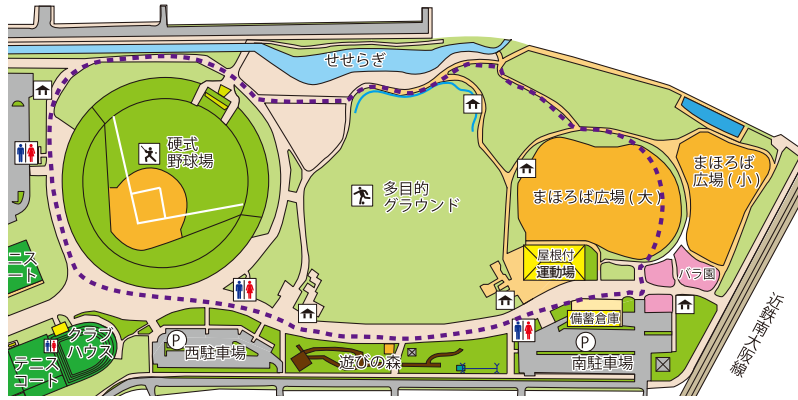 せせらぎ
硬式
野球場
多目的
グラウンド
まほろば広場(大)
まほろば
広場(小)
屋根付
運動場
バラ園
備蓄倉庫
ニス
ート
クラブ
ハウス
テニス
コート
P
西駐車場
遊びの森
P
南駐車場
近鉄南大阪線